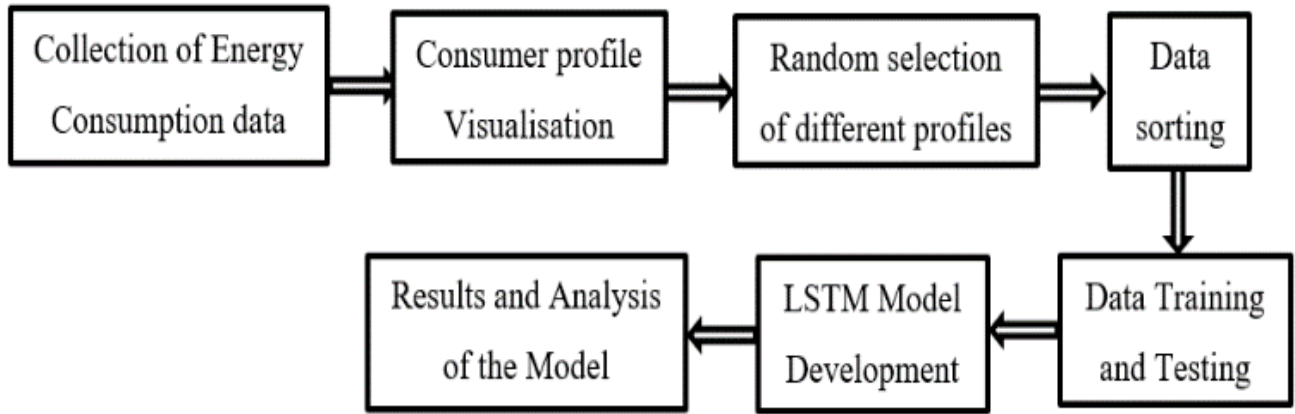 Collection of Energy
Consumption data
Consumer profile
Visualisation
Random selection
of different profiles
Data
sorting
Data Training
and Testing
LSTM Model
Development
Results and Analysis
of the Model